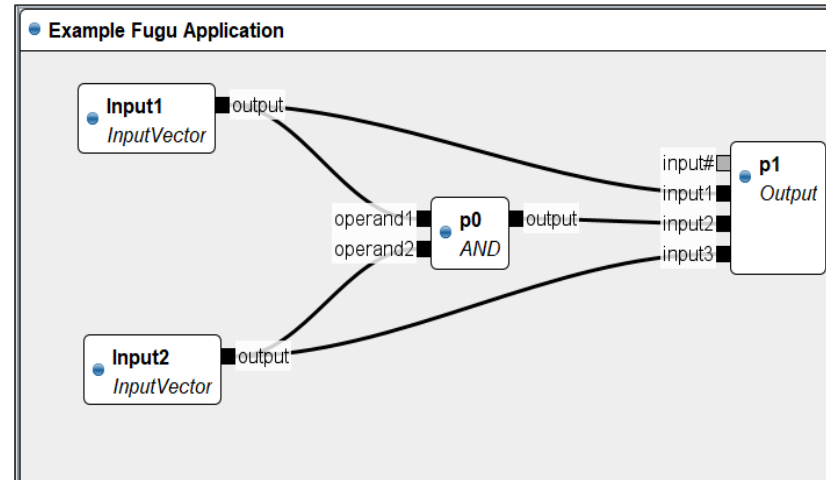 Example Fugu Application
Input1
InputVector
output
operand1
operand2
p0
AND
output
input#
input1
input2
input3
p1
Output
Input2
InputVector
output